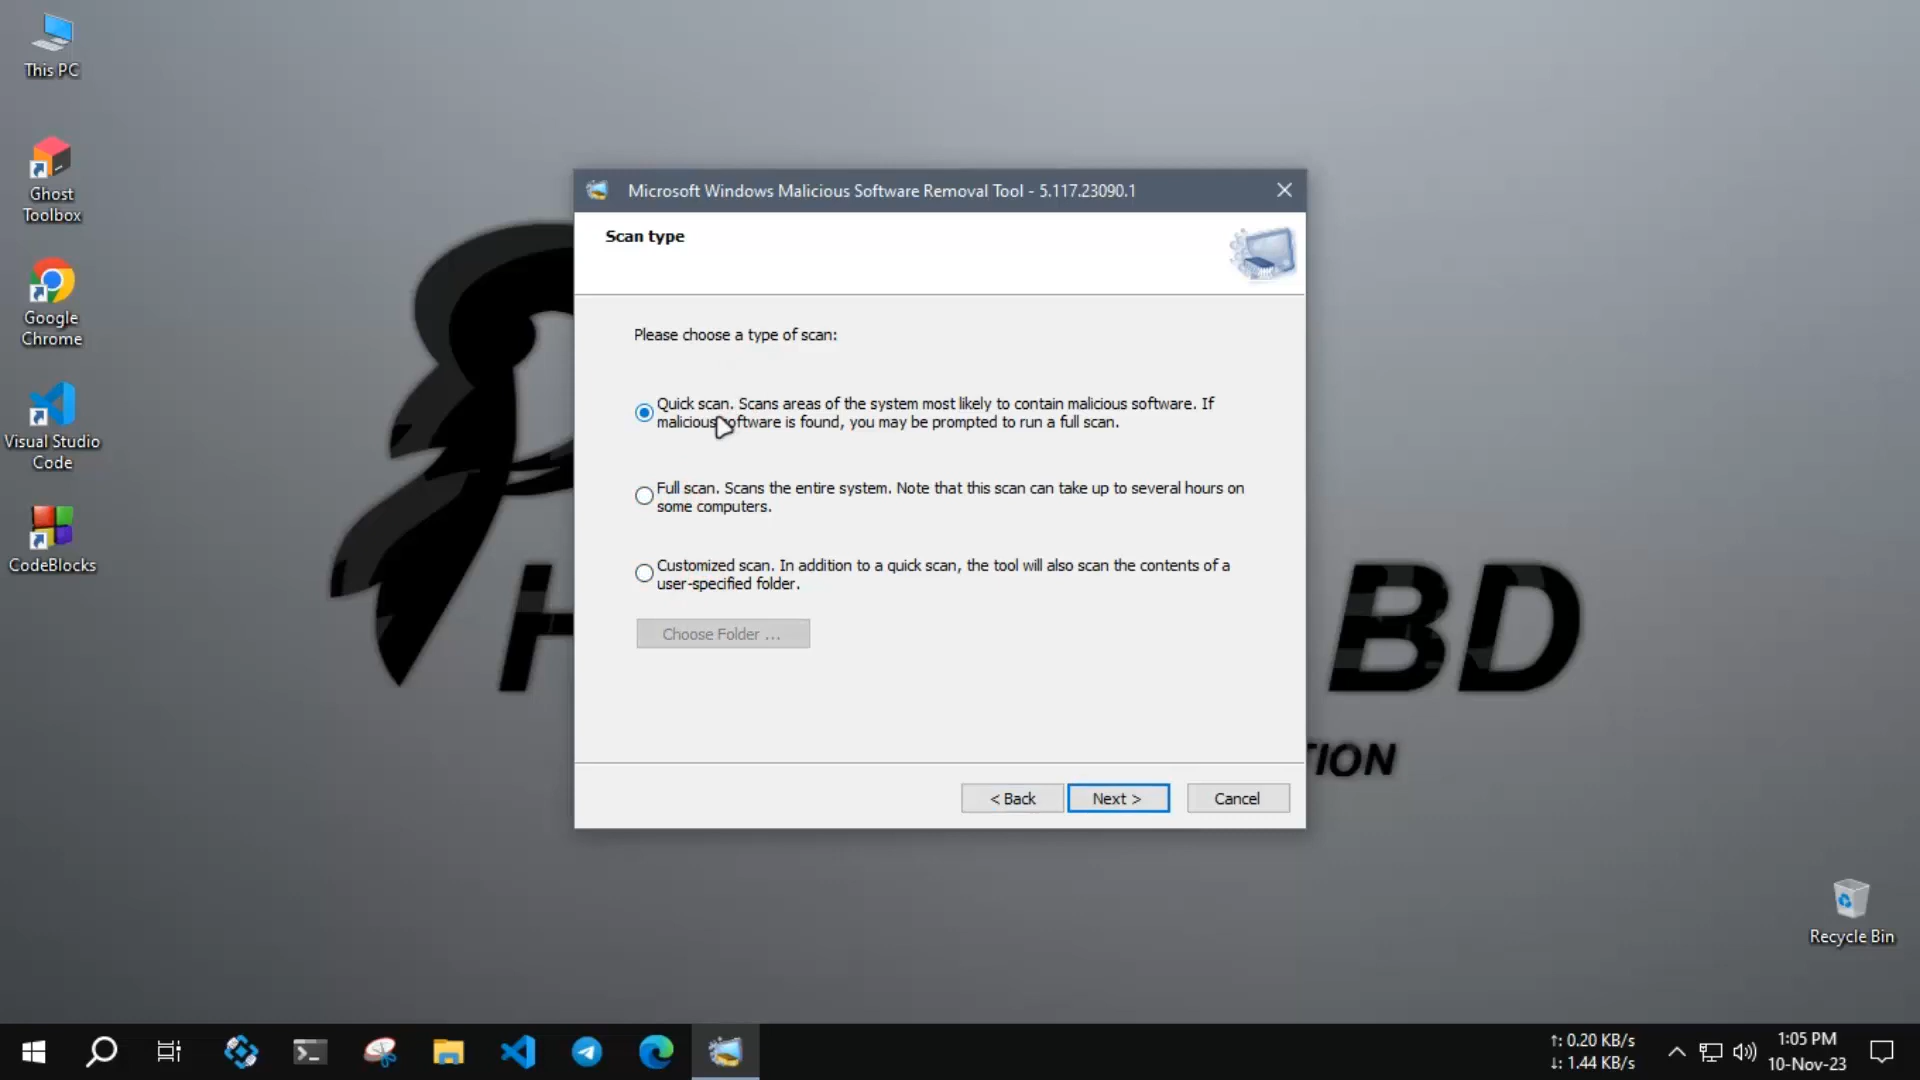 This PC
Ghost
Toolbox
Google
Chrome
Visual Studio
Code
CodeBlocks
Microsoft Windows Malicious Software Removal Tool - 5.117.23090.1
Scan type
Please choose a type of scan:
Quick scan. Scans areas of the system most likely to contain malicious software. If
malicious software is found, you may be prompted to run a full scan.
Full scan. Scans the entire system. Note that this scan can take up to several hours on
some computers.
Customized scan. In addition to a quick scan, the tool will also scan the contents of a
user-specified folder.
Choose Folder ...
< Back
Next >
Cancel
BD
TION
Recycle Bin
↑: 0.20 KB/s
↓: 1.44 KB/s
1:05 PM
10-Nov-23